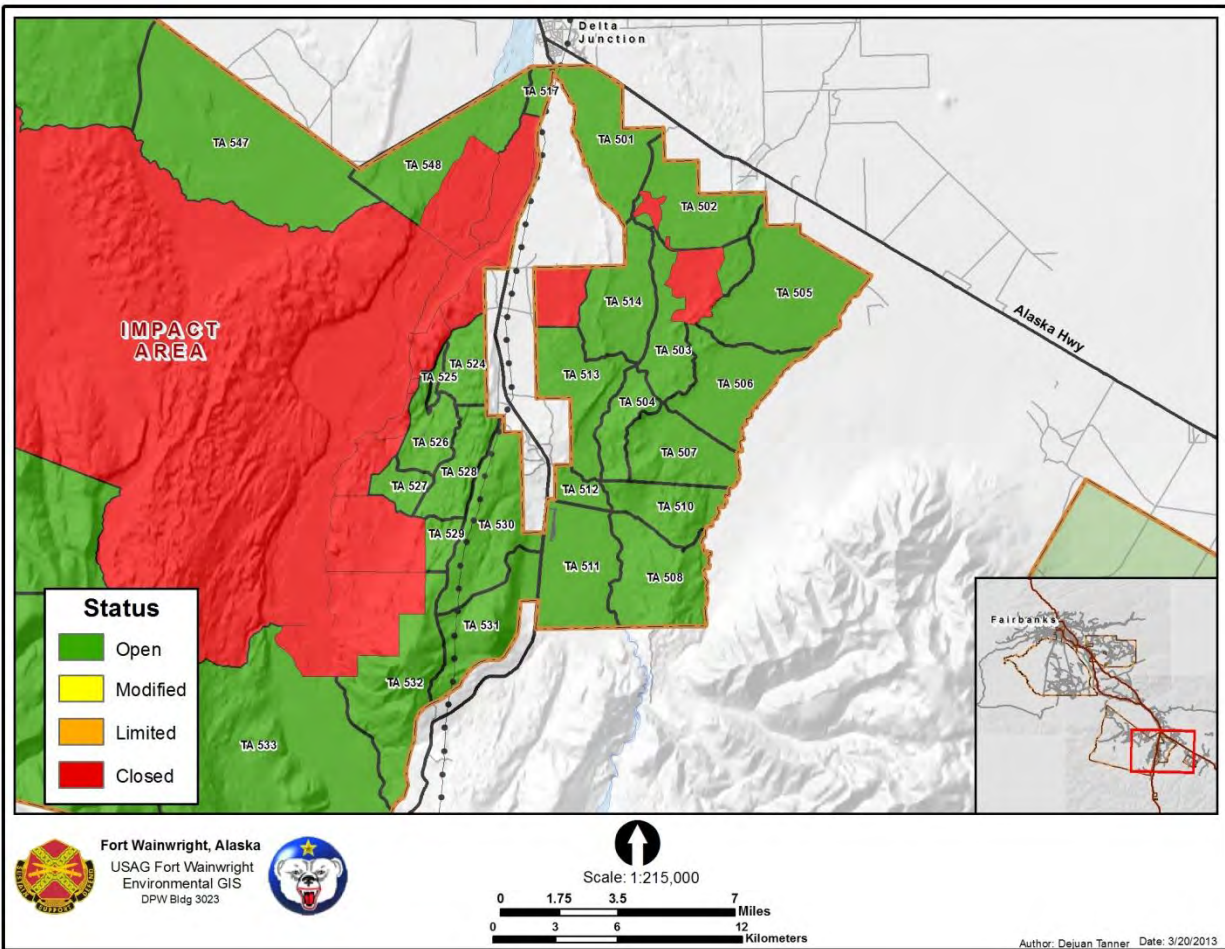 Delta
Junction
TA 517
TA 547
TA 501
TA 548
TA 502
TA 505
TA 514
Alaska Hwy
IMPACT
AREA
TA 503
TA 524
TA 525
TA 513
TA 506
TA 504
TA 526
TA 507
TA 528
TA 527
TA 512
TA 510
TA 530
TA 529
TA 511
TA 508
TA 531
TA 532
TA 533
Status
Open
Modified
Limited
Closed
Fairbanks
Fort Wainwright, Alaska
USAG Fort Wainwright
Environmental GIS
DPW Bldg 3023
SUSTAIN
SUPPORT
DEFEND
Scale: 1:215,000
0 1.75 3.5 7
Miles
0 3 6 12
Kilometers
Author: Dejuan Tanner Date: 3/20/2013